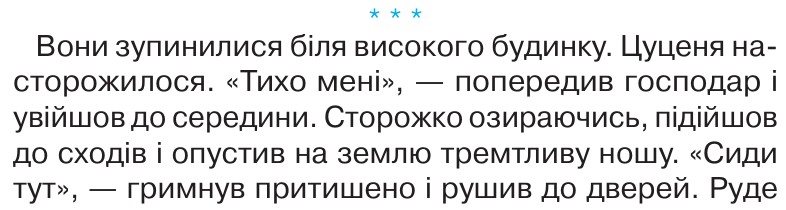 * * *
Вони зупинилися біля високого будинку. Цуценя на-
сторожилося. «Тихо мені», — попередив господар і
увійшов до середини. Сторожко озираючись, підійшов
до сходів і опустив на землю тремтливу ношу. «Сиди
тут», — гримнув притишено і рушив до дверей. Руде